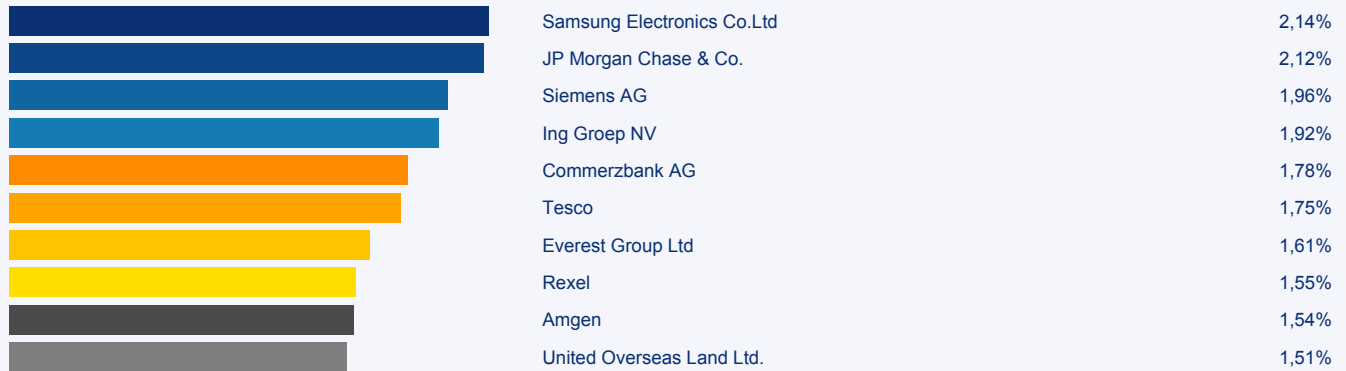 Samsung Electronics Co.Ltd 2,14%
JP Morgan Chase & Co. 2,12%
Siemens AG 1,96%
Ing Groep NV 1,92%
Commerzbank AG 1,78%
Tesco 1,75%
Everest Group Ltd 1,61%
Rexel 1,55%
Amgen 1,54%
United Overseas Land Ltd. 1,51%